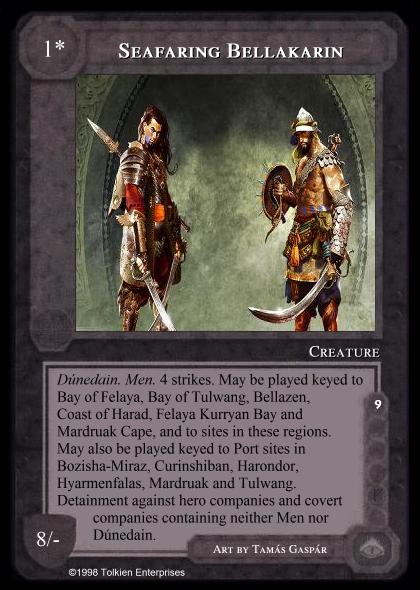 1*
SEAFARING BELLAKARIN
CREATURE
Dúnedain. Men. 4 strikes. May be played keyed to
Bay of Felaya, Bay of Tulwang, Bellazen,
Coast of Harad, Felaya Kurryan Bay and
Mardruak Cape, and to sites in these regions.
May also be played keyed to Port sites in
Bozisha-Miraz, Curinshiban, Harondor,
Hyarmenfalas, Mardruak and Tulwang.
Detainment against hero companies and covert
companies containing neither Men nor
Dúnedain.
9
8/-
ART BY TAMÁS GASPÁR
©1998 Tolkien Enterprises